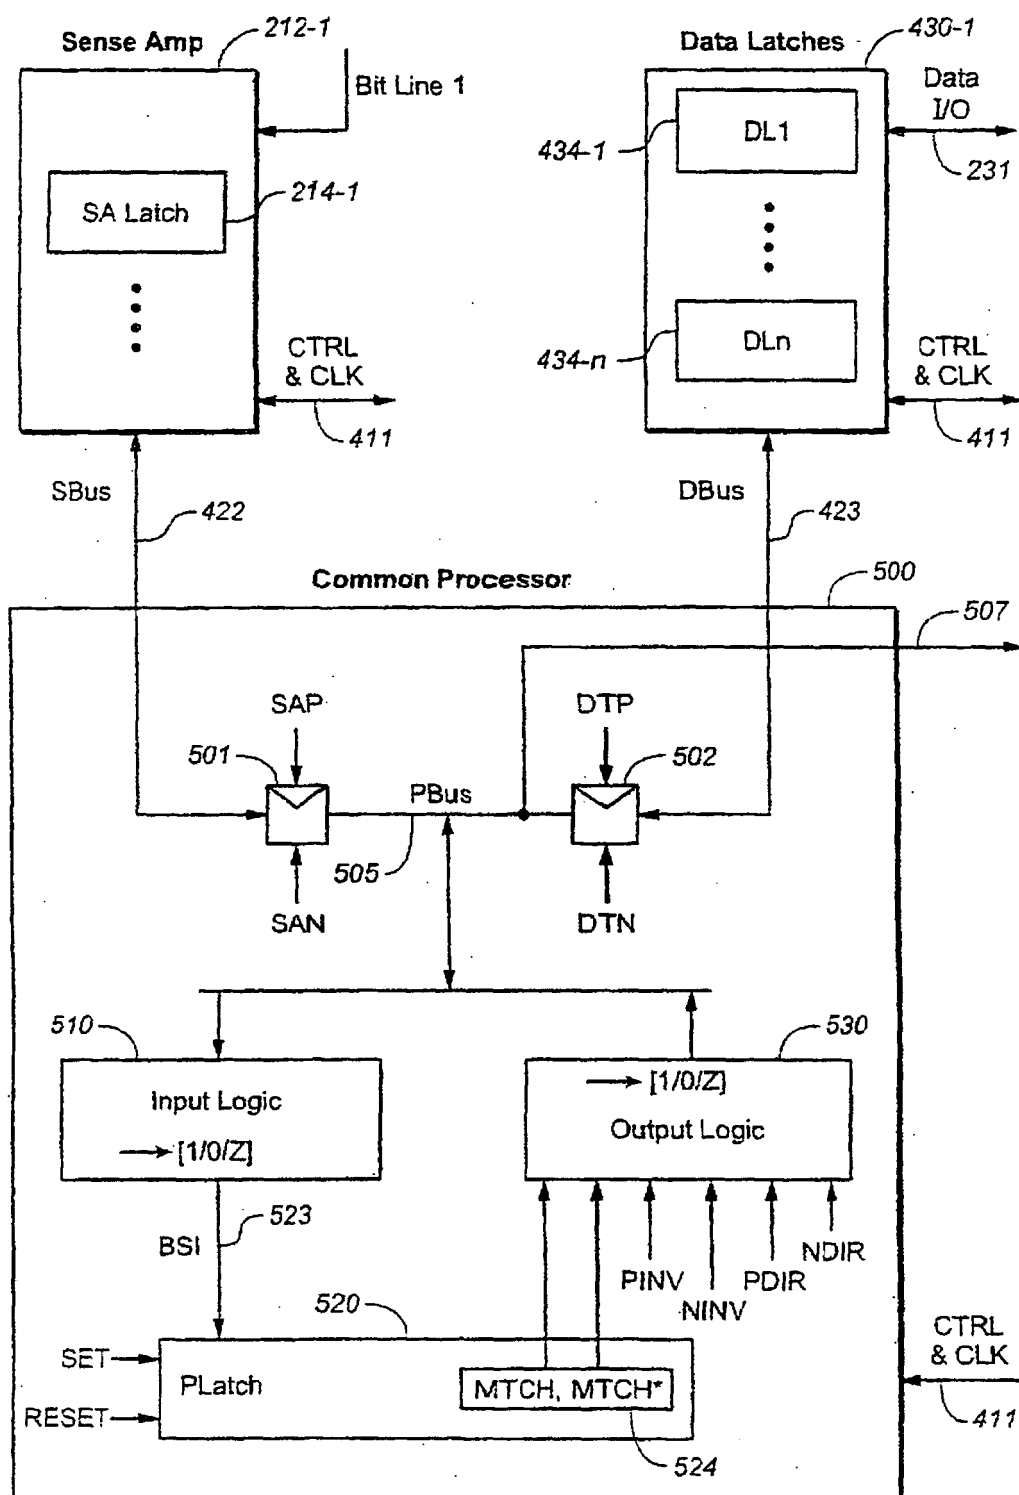 Sense Amp
212-1
Bit Line 1
SA Latch
214-1
CTRL
& CLK
411
Data Latches
430-1
Data
I/O
231
DL1
434-1
DLn
434-n
CTRL
& CLK
411
SBus
422
DBus
423
Common Processor
500
507
SAP
501
SAN
PBus
505
DTP
502
DTN
510
Input Logic
[1/0/Z]
530
[1/0/Z]
Output Logic
BSI
523
PINV
NINV
PDIR
NDIR
520
SET
RESET
PLatch
MTCH, MTCH*
524
CTRL
& CLK
411